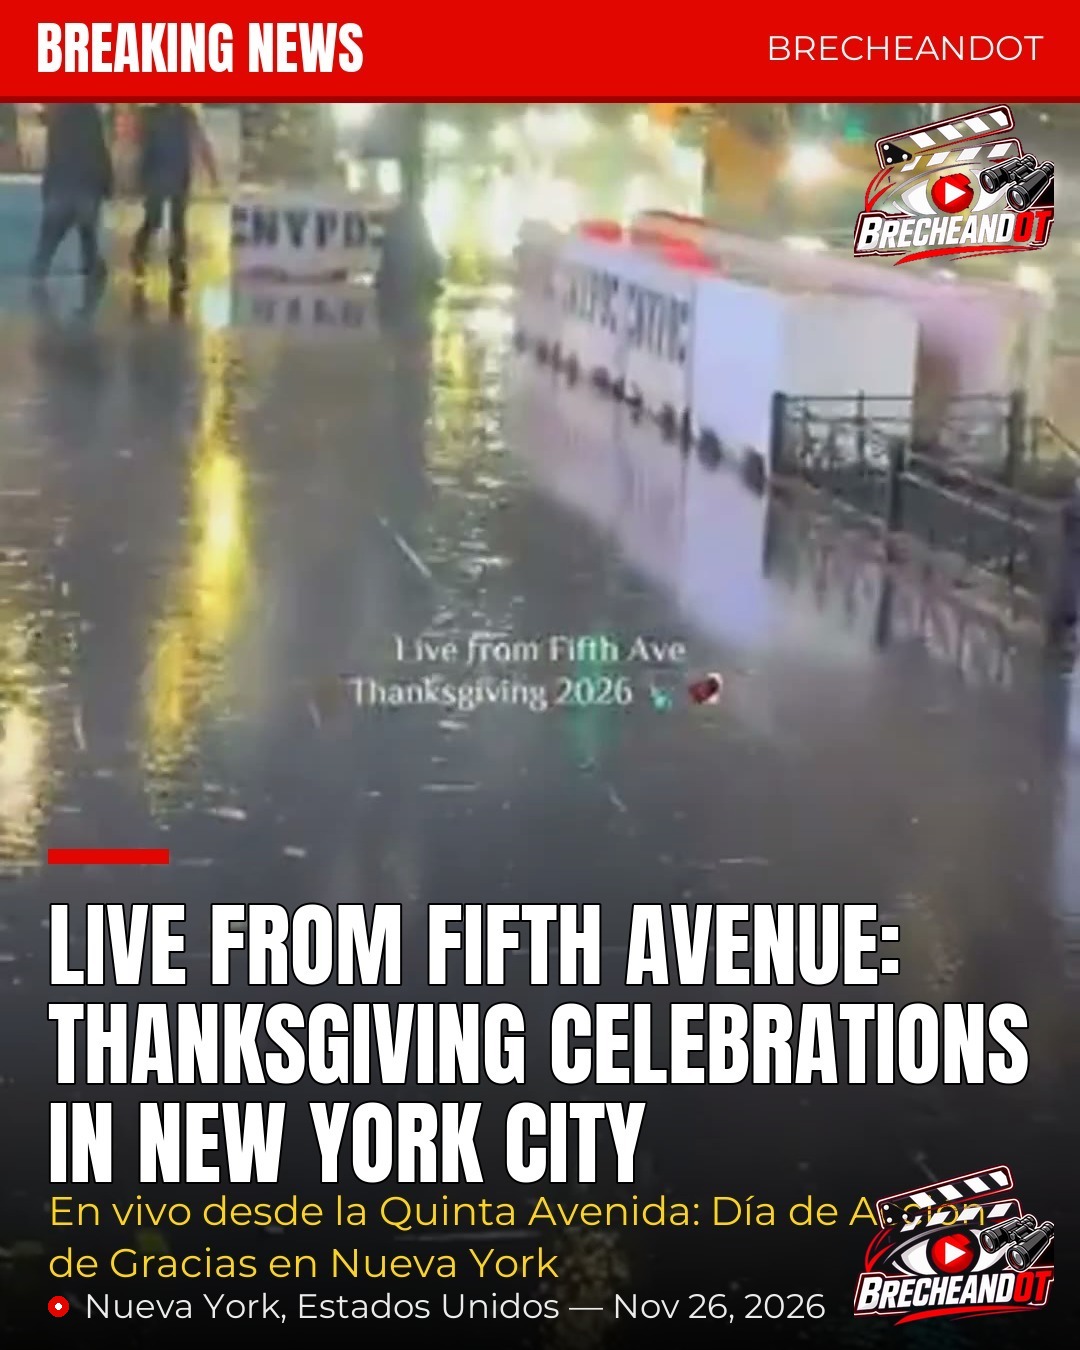 BREAKING NEWS
BRECHEANDOT
BRECHEANDOT
NYPD
Live from Fifth Ave
Thanksgiving 2026
LIVE FROM FIFTH AVENUE:
THANKSGIVING CELEBRATIONS
IN NEW YORK CITY
En vivo desde la Quinta Avenida: Día de Acción
de Gracias en Nueva York
Nueva York, Estados Unidos — Nov 26, 2026
BRECHEANDOT